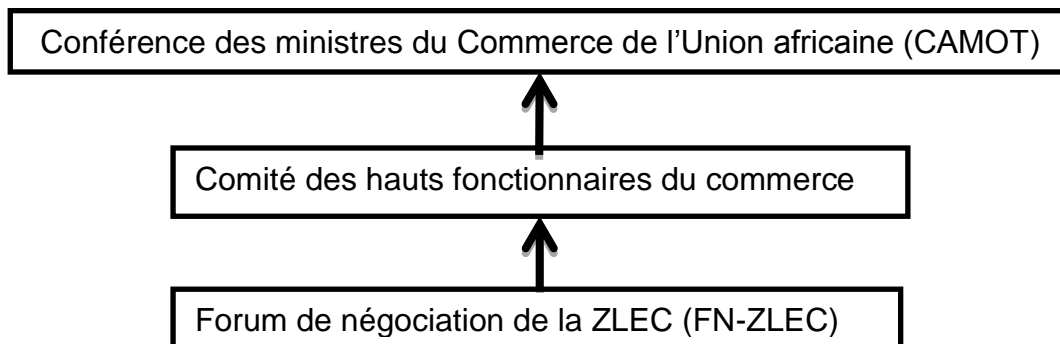 Conférence des ministres du Commerce de l’Union africaine (CAMOT)
Comité des hauts fonctionnaires du commerce
Forum de négociation de la ZLEC (FN-ZLEC)